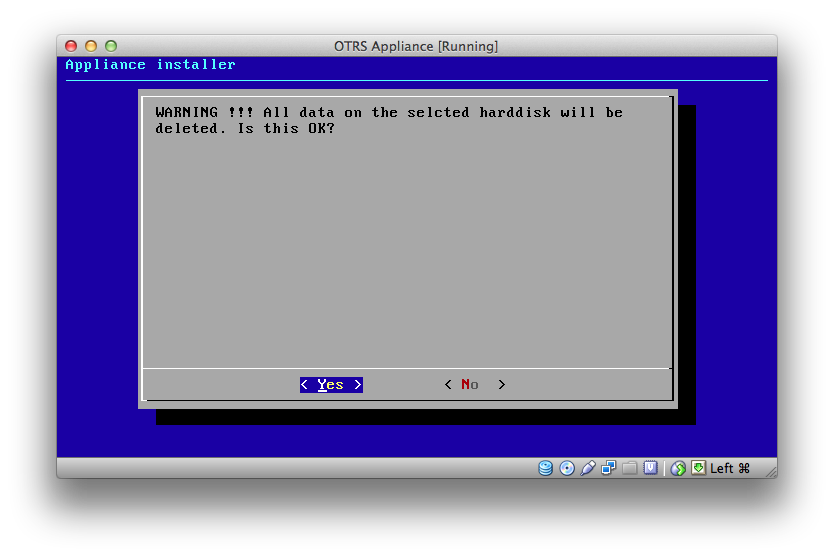 OTRS Appliance [Running]
Appliance installer
WARNING !!! All data on the selcted harddisk will be
deleted. Is this OK?
< Yes > < No >
Left ⌘